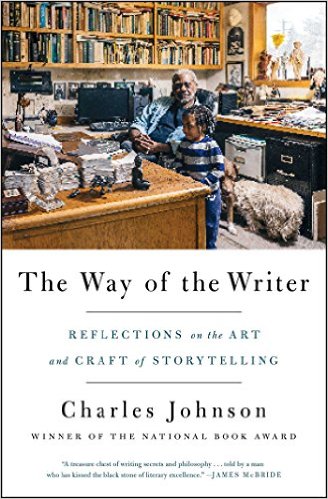 The Way of the Writer
REFLECTIONS on the ART
and CRAFT of STORYTELLING
Charles Johnson
WINNER OF THE NATIONAL BOOK AWARD
"A treasure chest of writing secrets and philosophy . . . told by a man
who has kissed the black stone of literary excellence." —JAMES McBRIDE